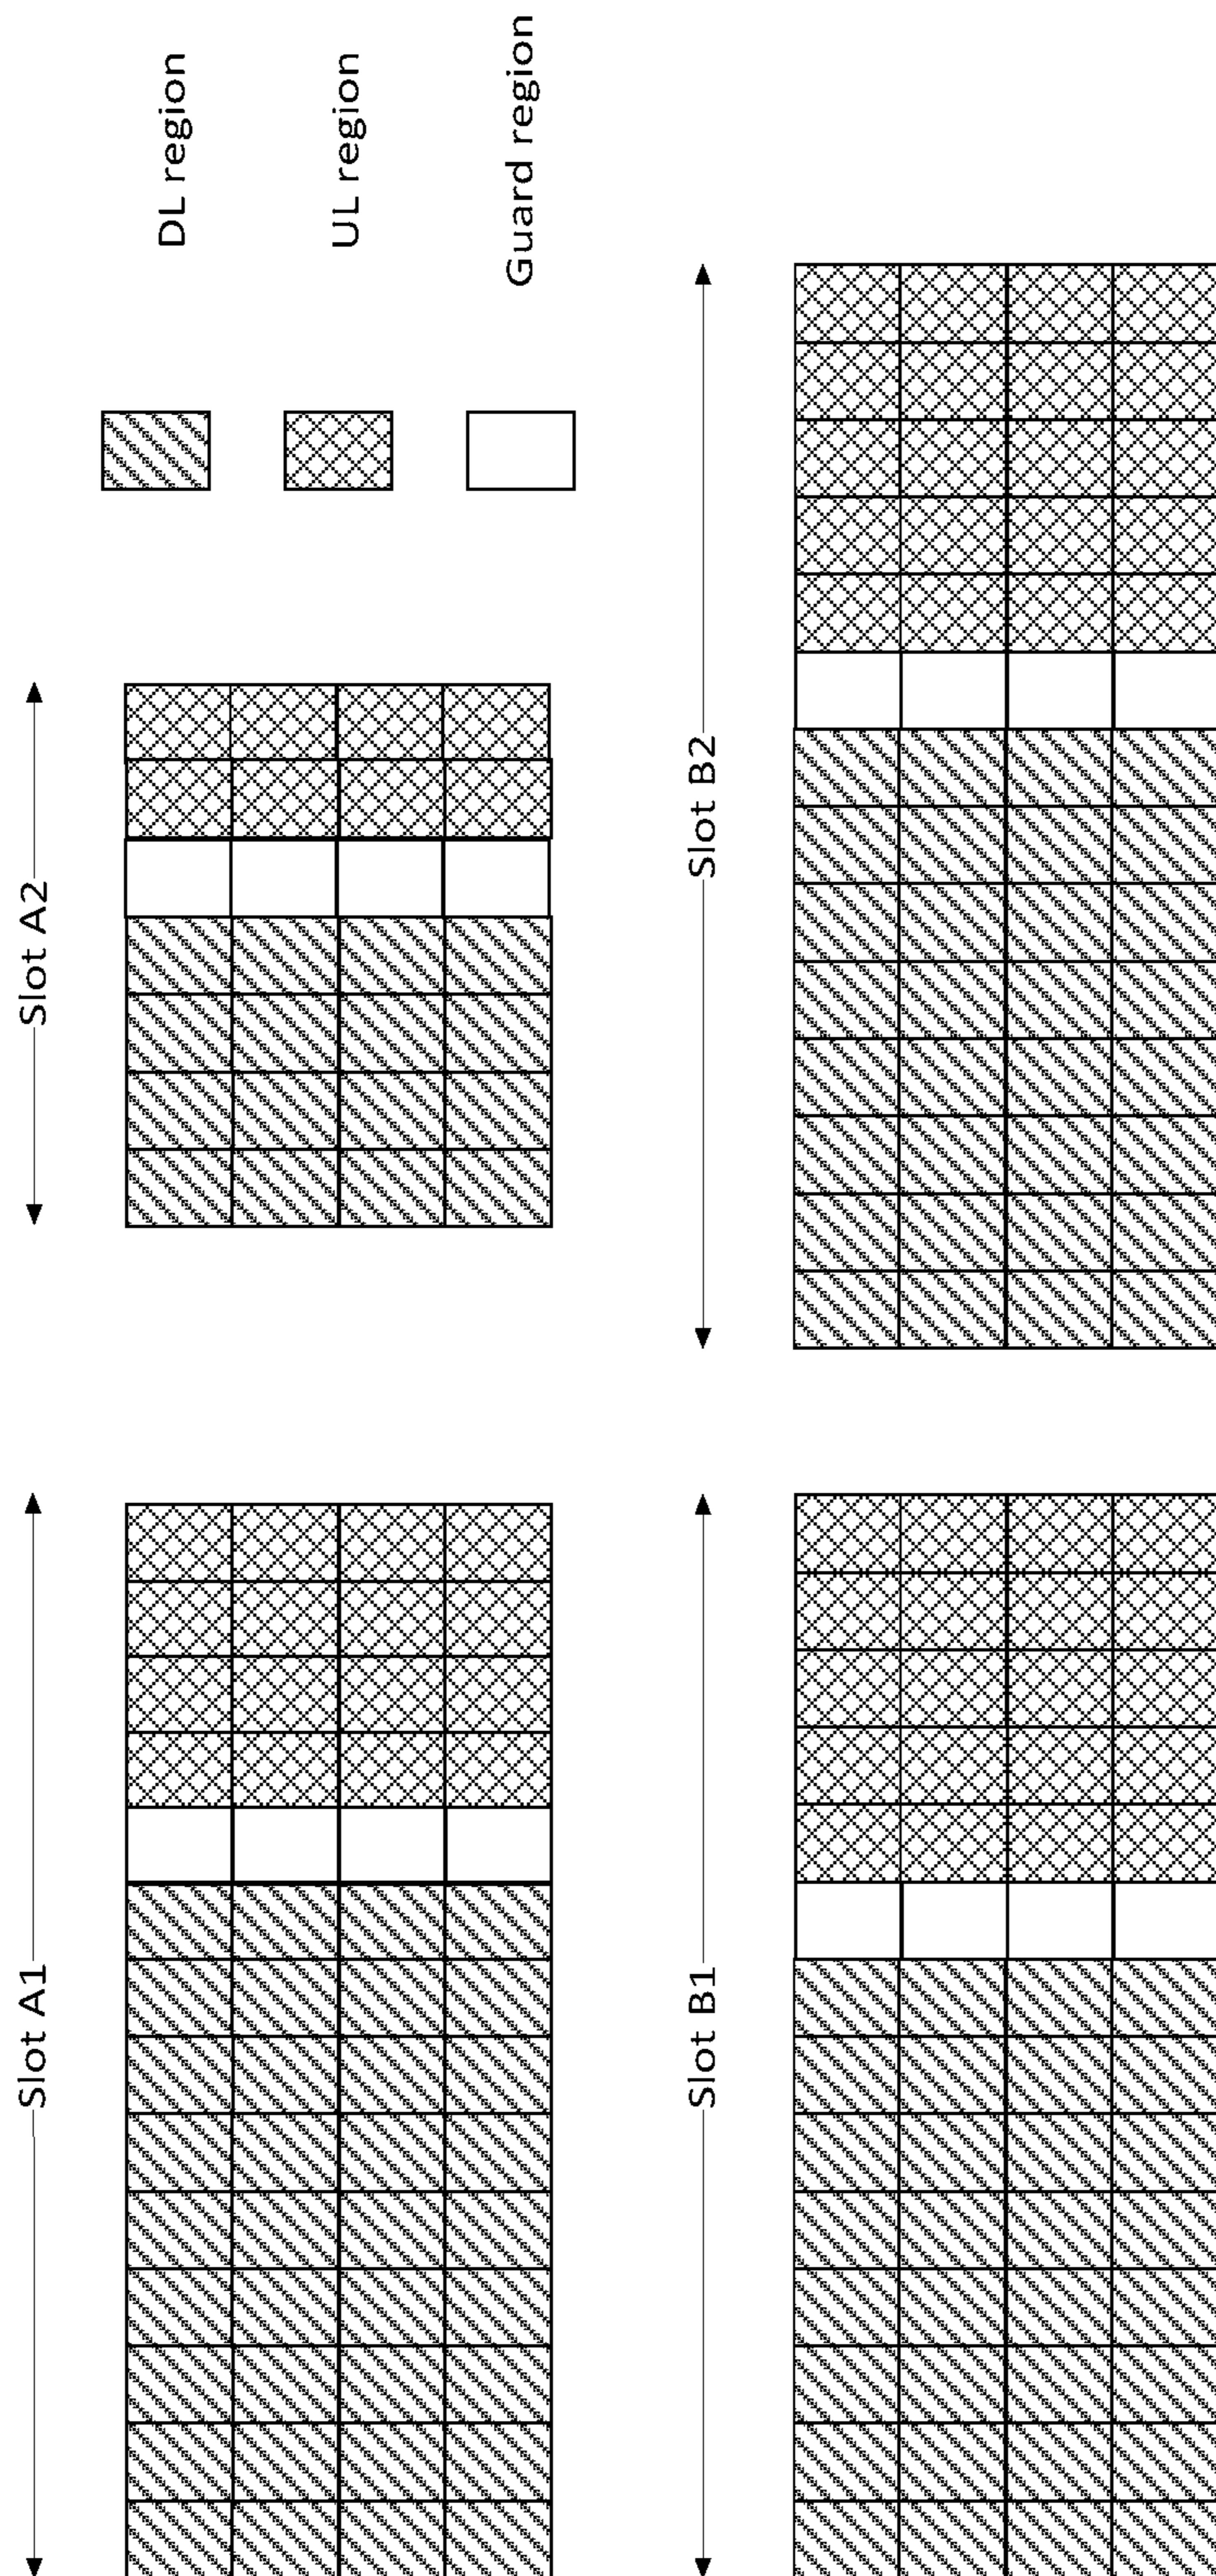 Slot A1
Slot A2
DL region
UL region
Guard region
Slot B1
Slot B2